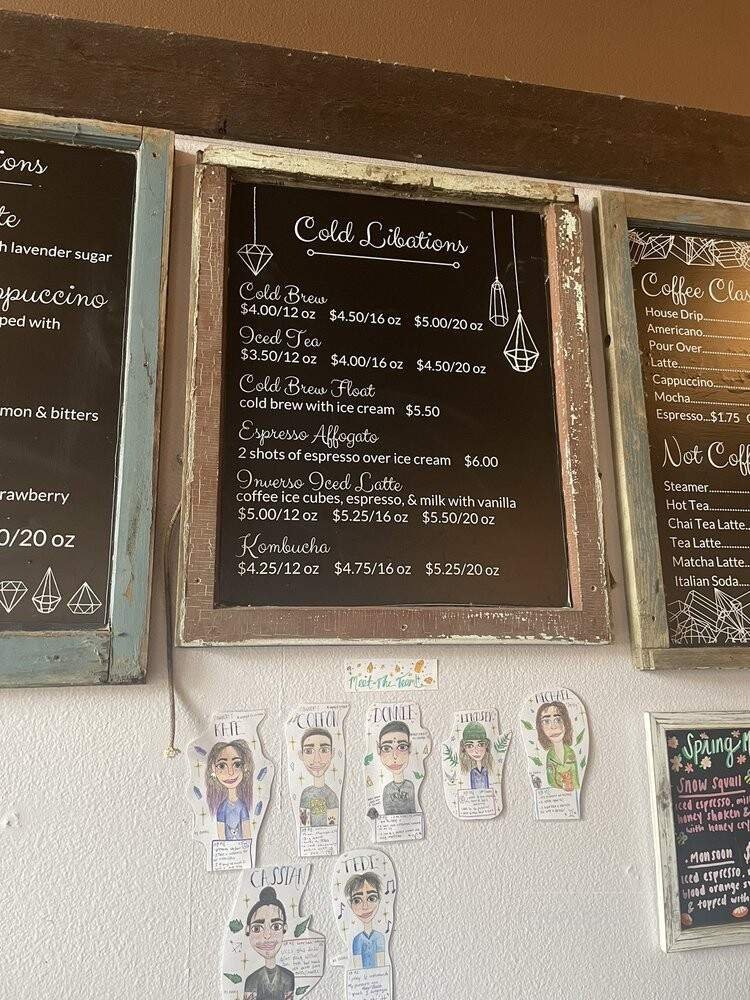 ions
te
h lavender sugar
ppuccino
ped with
mon & bitters
rawberry
0/20 oz
Cold Libations
Cold Brew
$4.00/12 oz $4.50/16 oz $5.00/20 oz
Iced Tea
$3.50/12 oz $4.00/16 oz $4.50/20 oz
Cold Brew Float
cold brew with ice cream $5.50
Espresso Affogato
2 shots of espresso over ice cream $6.00
Inverso Iced Latte
coffee ice cubes, espresso, & milk with vanilla
$5.00/12 oz $5.25/16 oz $5.50/20 oz
Kombucha
$4.25/12 oz $4.75/16 oz $5.25/20 oz
Coffee Clas
House Drip
Americano
Pour Over
Latte
Cappuccino
Mocha
Espresso...$1.75
Not Coff
Steamer
Hot Tea
Chai Tea Latte
Tea Latte
Matcha Latte
Italian Soda
Meet-The-Team!
KATE
COLTON
DONNIE
LINDSEY
MICHAEL
CASSIAH
Spring M
Snow Squall
iced espresso, mil
honey shaken &
with honey cry
Monsoon $
iced espresso,
blood orange s
& topped with